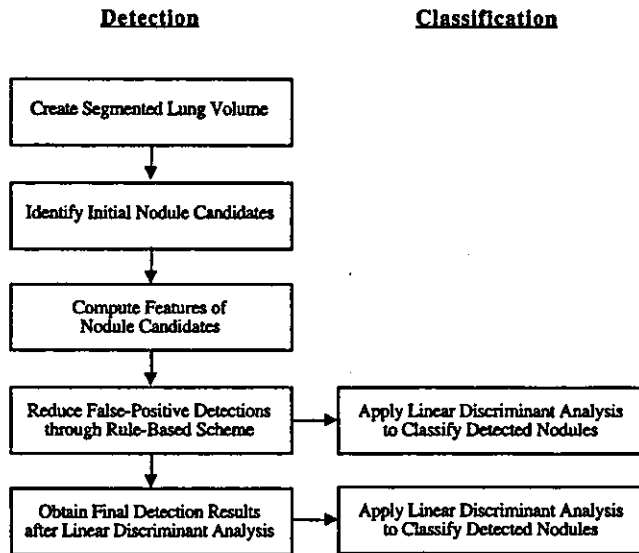 Detection
Classification
Create Segmented Lung Volume
Identify Initial Nodule Candidates
Compute Features of
Nodule Candidates
Reduce False-Positive Detections
through Rule-Based Scheme
Apply Linear Discriminant Analysis
to Classify Detected Nodules
Obtain Final Detection Results
after Linear Discriminant Analysis
Apply Linear Discriminant Analysis
to Classify Detected Nodules